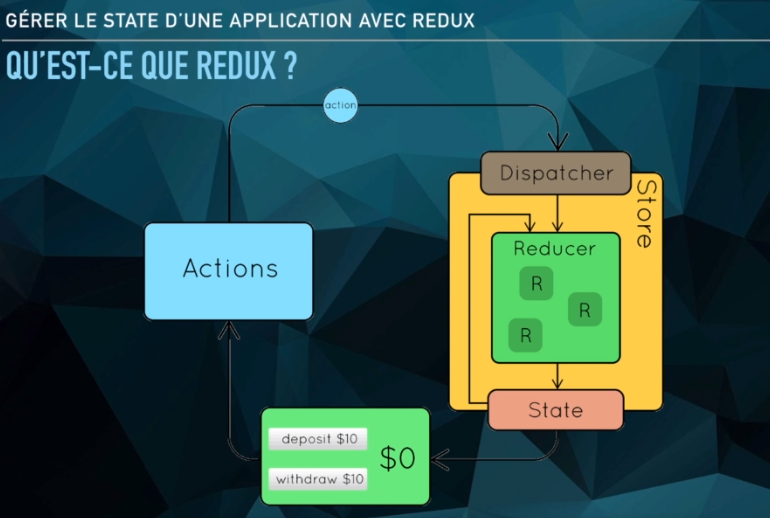 GÉRER LE STATE D'UNE APPLICATION AVEC REDUX
QU'EST-CE QUE REDUX ?
action
Dispatcher
Store
Reducer
Actions
R
R
R
State
deposit $10
$0
withdraw $10